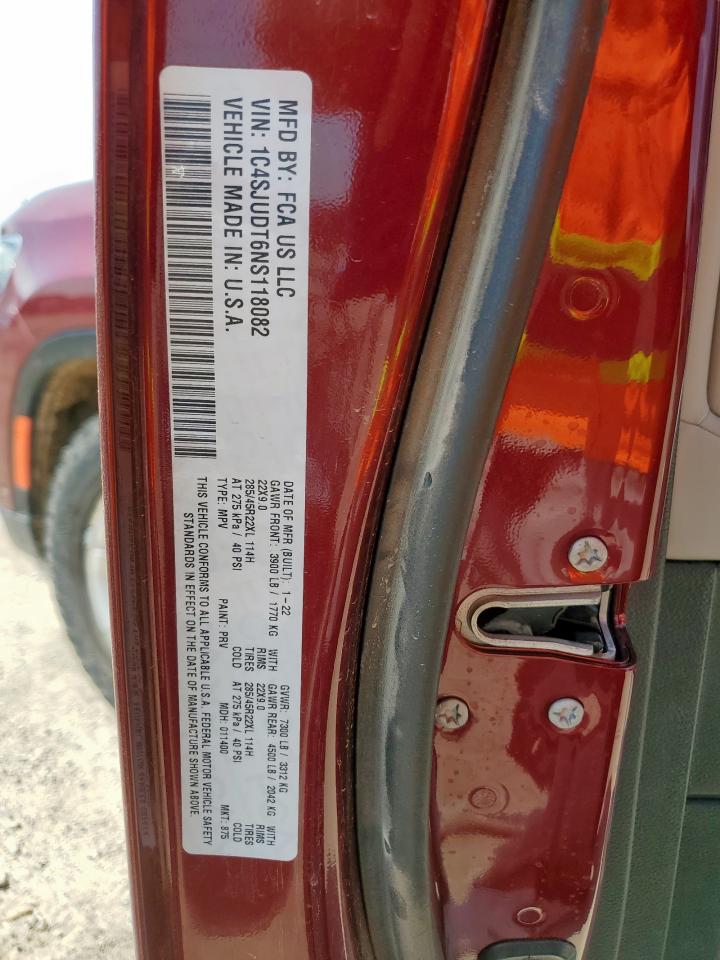 MFD BY: FCA US LLC
VIN: 1C4SJUDT6NS118082
VEHICLE MADE IN: U.S.A.
DATE OF MFR (BUILT): 1-22 GVWR: 7300 LB / 3312 KG
GAWR FRONT: 3900 LB / 1770 KG WITH GAWR REAR: 4500 LB / 2042 KG WITH
22X9.0 RIMS 22X9.0 RIMS
285/45R22XL 114H TIRES 285/45R22XL 114H TIRES
AT 275 kPa / 40 PSI COLD AT 275 kPa / 40 PSI COLD
TYPE: MPV PAINT: PRV MDH: 011400 MKT: 875
THIS VEHICLE CONFORMS TO ALL APPLICABLE U.S.A. FEDERAL MOTOR VEHICLE SAFETY
STANDARDS IN EFFECT ON THE DATE OF MANUFACTURE SHOWN ABOVE.